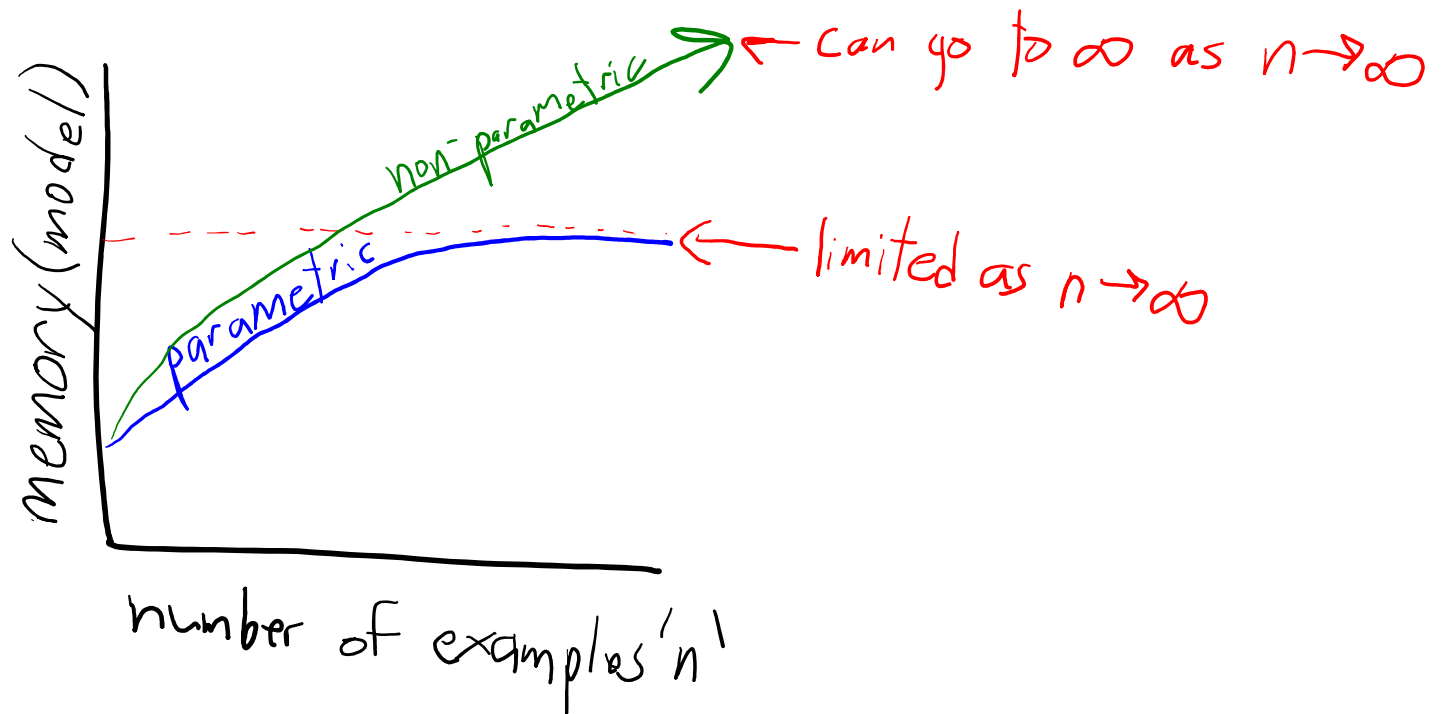 can go to ∞ as n→∞
non-parametric
memory (model)
parametric
limited as n→∞
number of examples 'n'